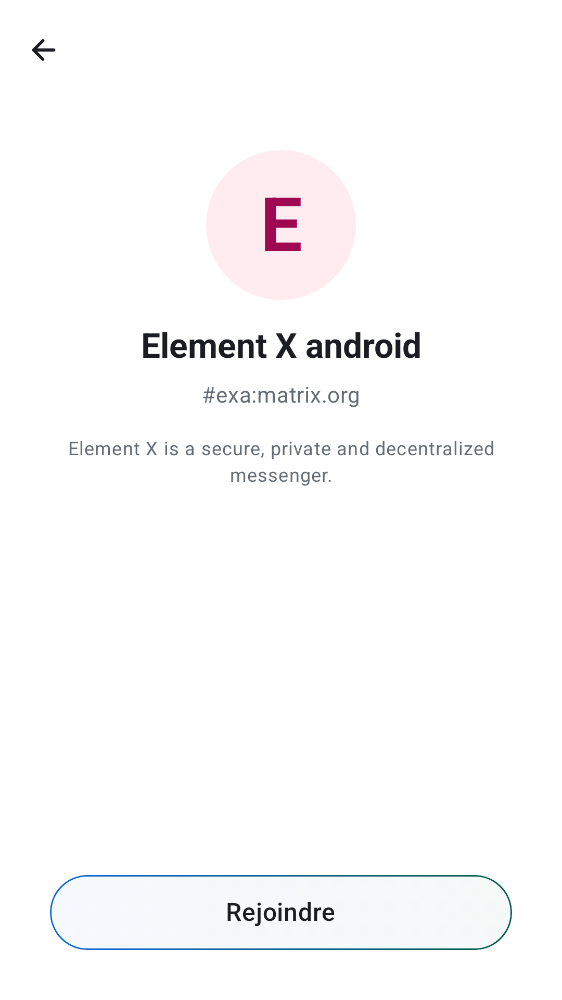 E
Element X android
#exa:matrix.org
Element X is a secure, private and decentralized
messenger.
Rejoindre